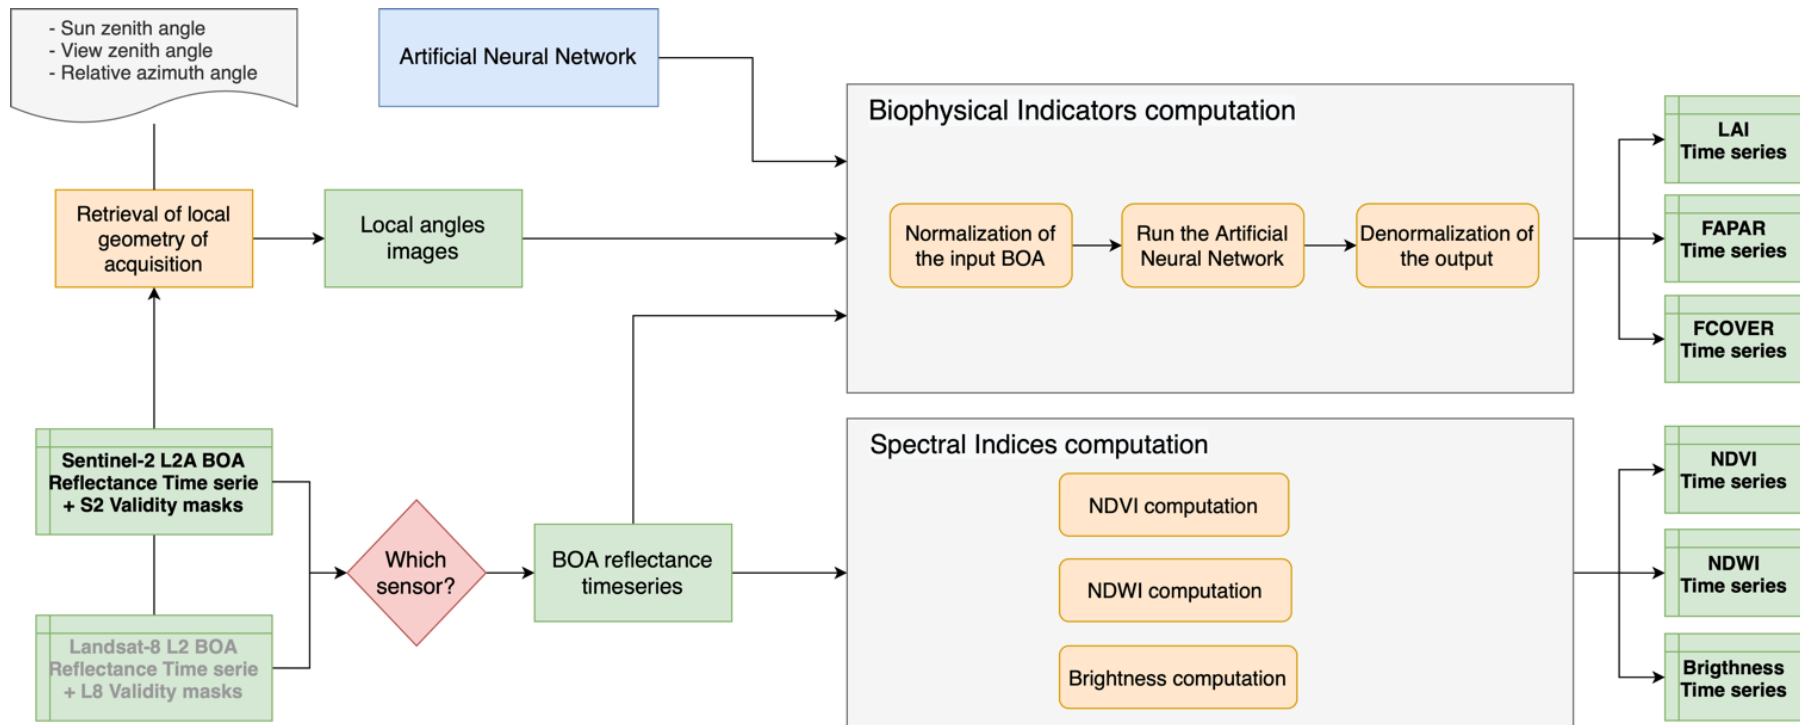 - Sun zenith angle
- View zenith angle
- Relative azimuth angle
Artificial Neural Network
Retrieval of local
geometry of
acquisition
Local angles
images
Biophysical Indicators computation
Normalization of
the input BOA
Run the Artificial
Neural Network
Denormalization of
the output
LAI
Time series
FAPAR
Time series
FCOVER
Time series
Sentinel-2 L2A BOA
Reflectance Time serie
+ S2 Validity masks
Landsat-8 L2 BOA
Reflectance Time serie
+ L8 Validity masks
Which
sensor?
BOA reflectance
timeseries
Spectral Indices computation
NDVI computation
NDWI computation
Brightness computation
NDVI
Time series
NDWI
Time series
Brigthness
Time series